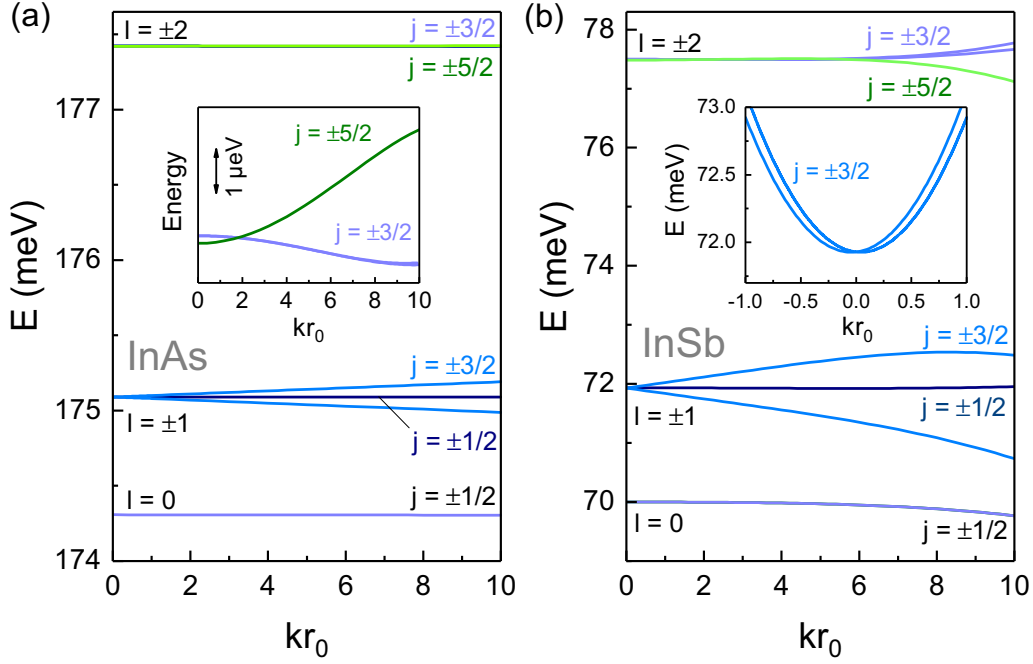 (a)
l = ±2
j = ±3/2
j = ±5/2
177
Energy
1 μeV
j = ±5/2
j = ±3/2
0 2 4 6 8 10
kr₀
176
E (meV)
InAs
j = ±3/2
175
l = ±1
j = ±1/2
l = 0
j = ±1/2
174
0 2 4 6 8 10
kr₀
(b)
78
l = ±2
j = ±3/2
j = ±5/2
76
73.0
72.5
72.0
E (meV)
j = ±3/2
-1.0 -0.5 0.0 0.5 1.0
kr₀
74
E (meV)
InSb
j = ±3/2
72
l = ±1
j = ±1/2
70
l = 0
j = ±1/2
0 2 4 6 8 10
kr₀